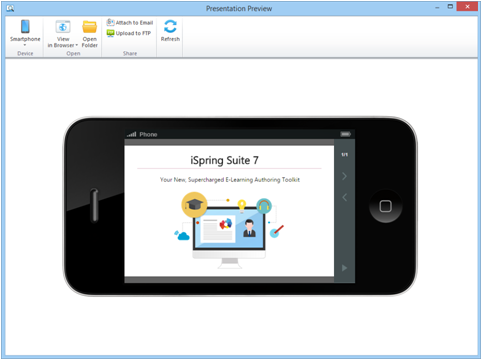 Presentation Preview
Smartphone
View in Browser
Open Folder
Attach to Email
Upload to FTP
Refresh
Device
Open
Share
Phone
1/1
iSpring Suite 7
Your New, Supercharged E-Learning Authoring Toolkit